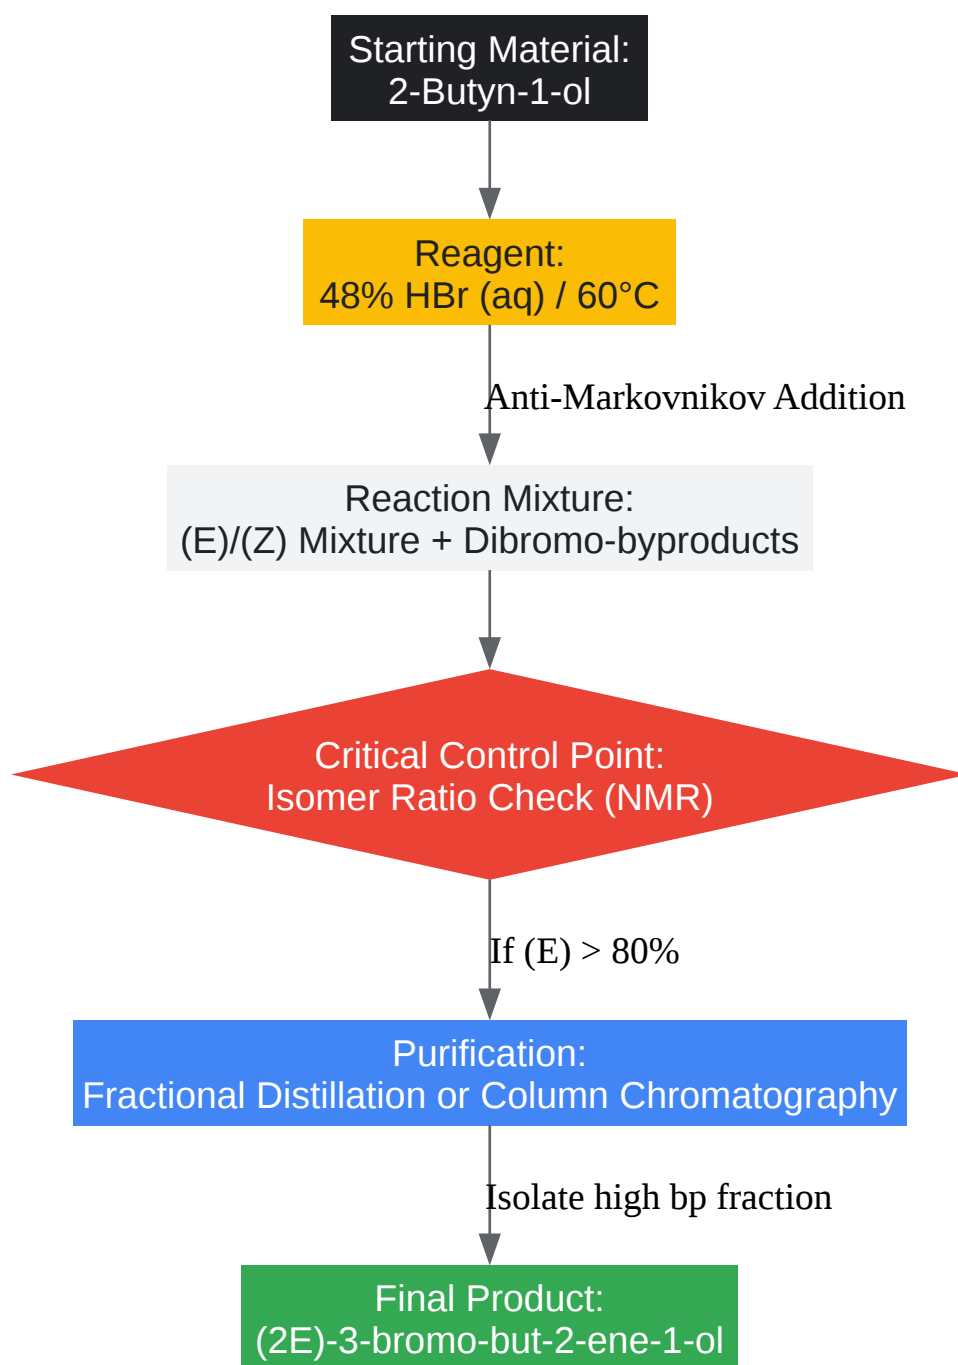 Starting Material:
2-Butyn-1-ol
Reagent:
48% HBr (aq) / 60°C
Anti-Markovnikov Addition
Reaction Mixture:
(E)/(Z) Mixture + Dibromo-byproducts
Critical Control Point:
Isomer Ratio Check (NMR)
If (E) > 80%
Purification:
Fractional Distillation or Column Chromatography
Isolate high bp fraction
Final Product:
(2E)-3-bromo-but-2-ene-1-ol